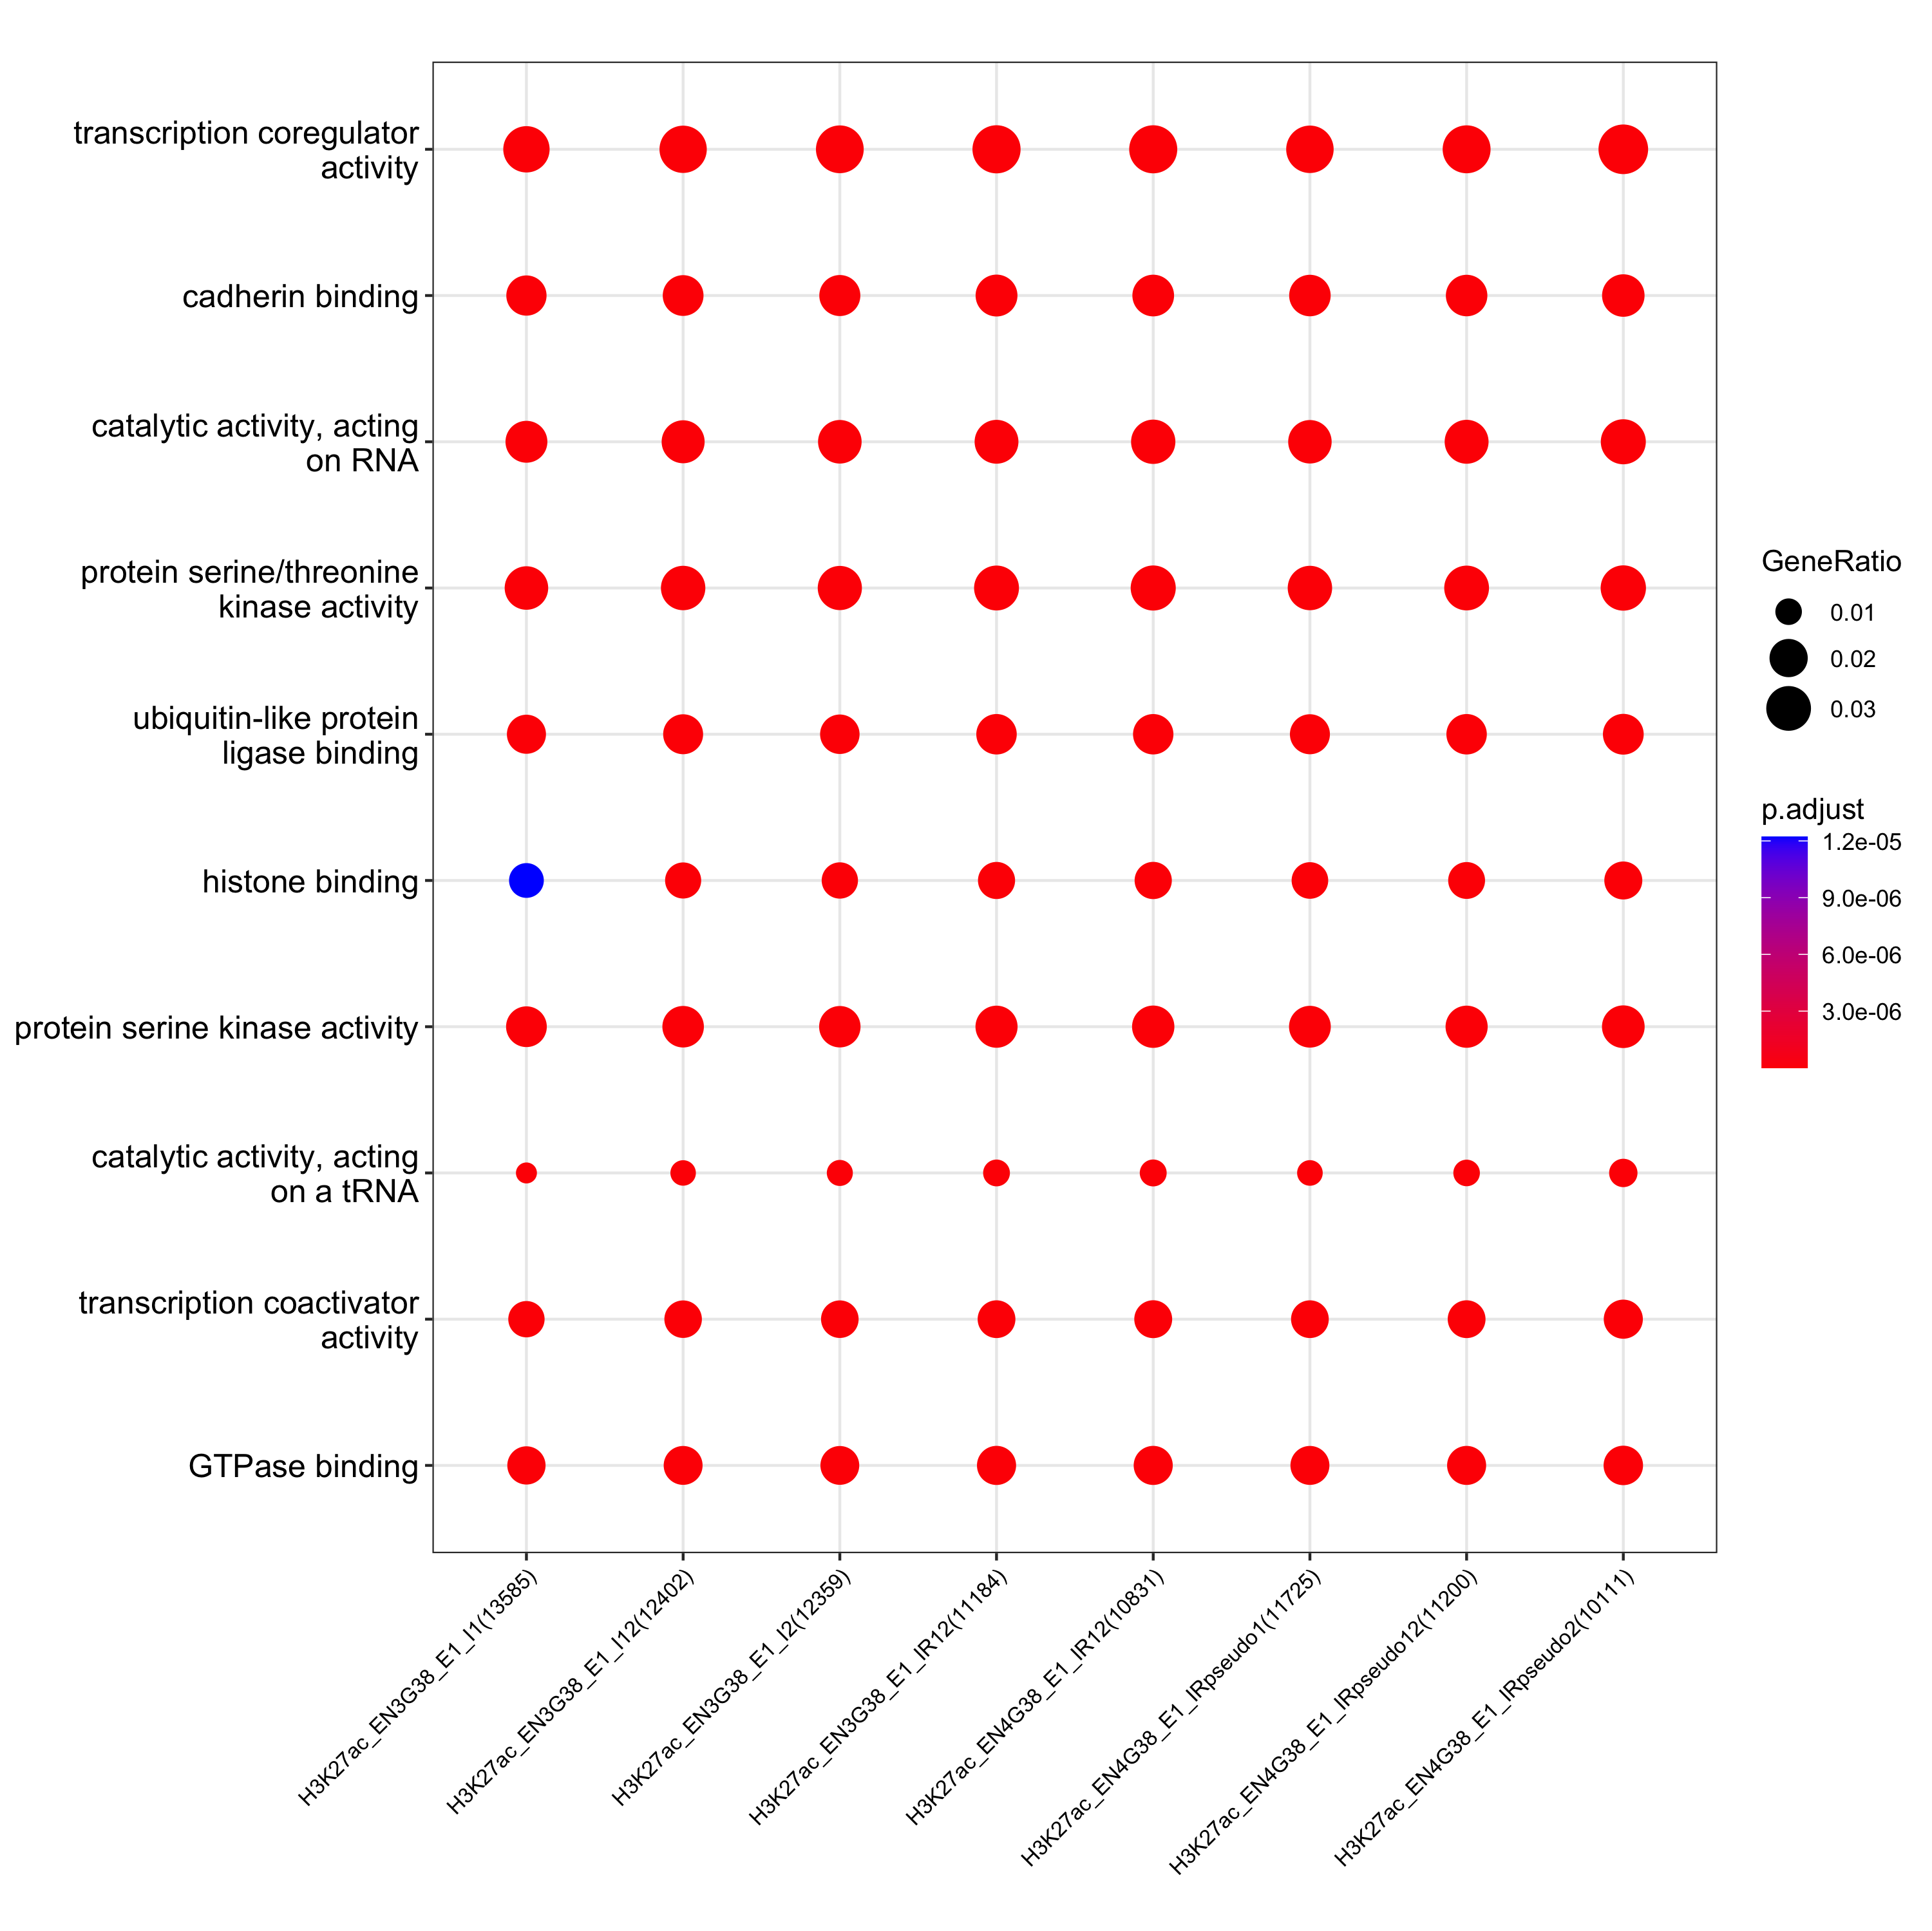 transcription coregulator
activity
cadherin binding
catalytic activity, acting
on RNA
protein serine/threonine
kinase activity
ubiquitin-like protein
ligase binding
histone binding
protein serine kinase activity
catalytic activity, acting
on a tRNA
transcription coactivator
activity
GTPase binding
H3K27ac_EN3G38_E1_I1(13585)
H3K27ac_EN3G38_E1_I12(12402)
H3K27ac_EN3G38_E1_I2(12359)
H3K27ac_EN3G38_E1_IR12(11184)
H3K27ac_EN4G38_E1_IR12(10831)
H3K27ac_EN4G38_E1_IRpseudo1(11725)
H3K27ac_EN4G38_E1_IRpseudo12(11200)
H3K27ac_EN4G38_E1_IRpseudo2(10111)
GeneRatio
0.01
0.02
0.03
p.adjust
1.2e-05
9.0e-06
6.0e-06
3.0e-06